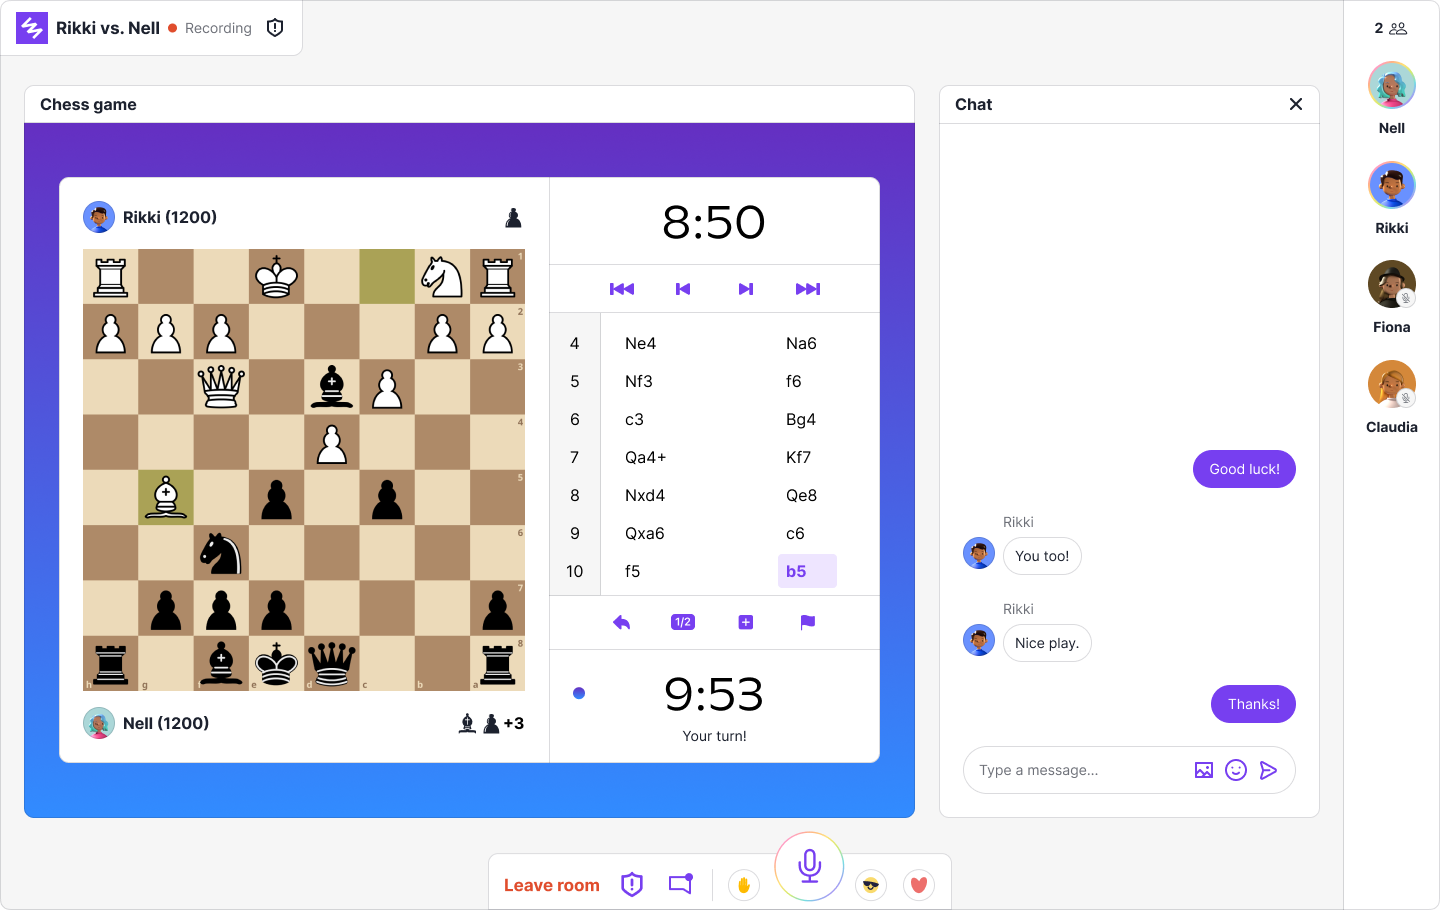 Rikki vs. Nell
Recording
2
Chess game
Chat
Rikki (1200)
8:50
1
2
3
4
5
6
7
8
h
g
f
e
d
c
b
a
4 Ne4 Na6
5 Nf3 f6
6 c3 Bg4
7 Qa4+ Kf7
8 Nxd4 Qe8
9 Qxa6 c6
10 f5 b5
1/2
Nell (1200)
+3
9:53
Your turn!
Good luck!
Rikki
You too!
Rikki
Nice play.
Thanks!
Type a message...
Nell
Rikki
Fiona
Claudia
Leave room